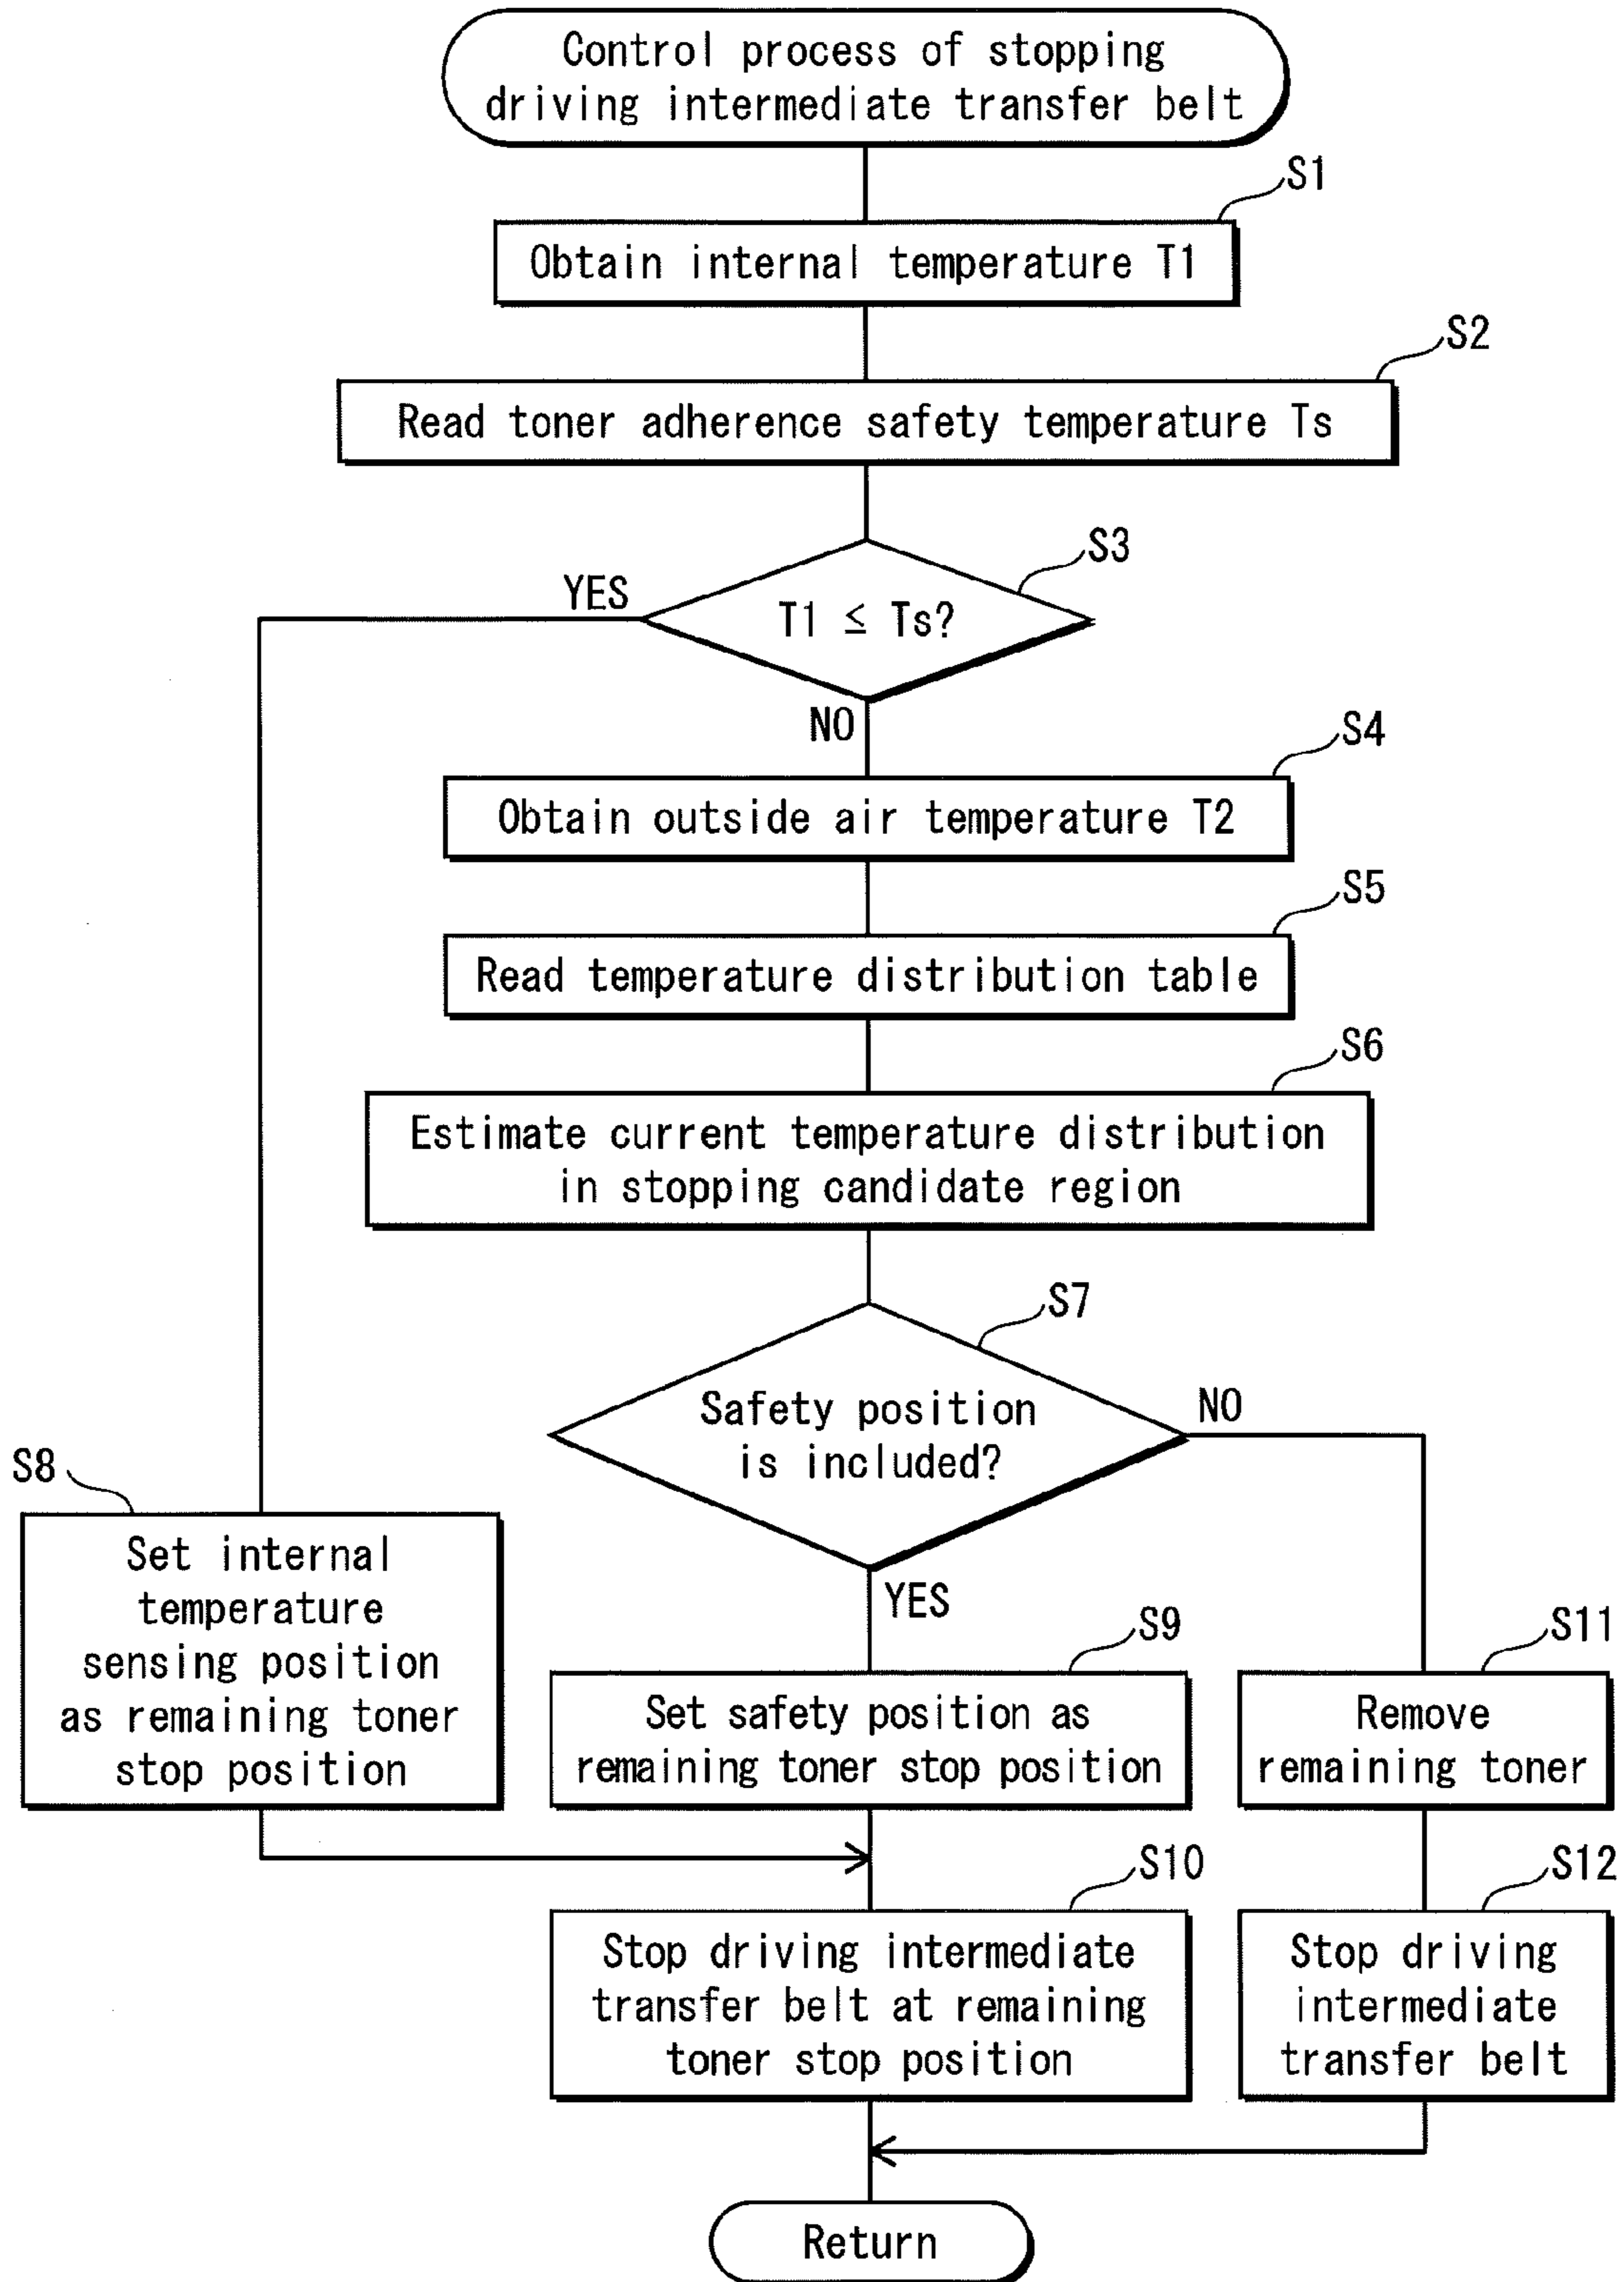 Control process of stopping
driving intermediate transfer belt
S1
Obtain internal temperature T1
S2
Read toner adherence safety temperature Ts
S3
YES
T1 ≤ Ts?
NO
S4
Obtain outside air temperature T2
S5
Read temperature distribution table
S6
Estimate current temperature distribution
in stopping candidate region
S7
Safety position
is included?
NO
YES
S8
Set internal
temperature
sensing position
as remaining toner
stop position
S9
Set safety position as
remaining toner stop position
S11
Remove
remaining toner
S10
Stop driving intermediate
transfer belt at remaining
toner stop position
S12
Stop driving
intermediate
transfer belt
Return